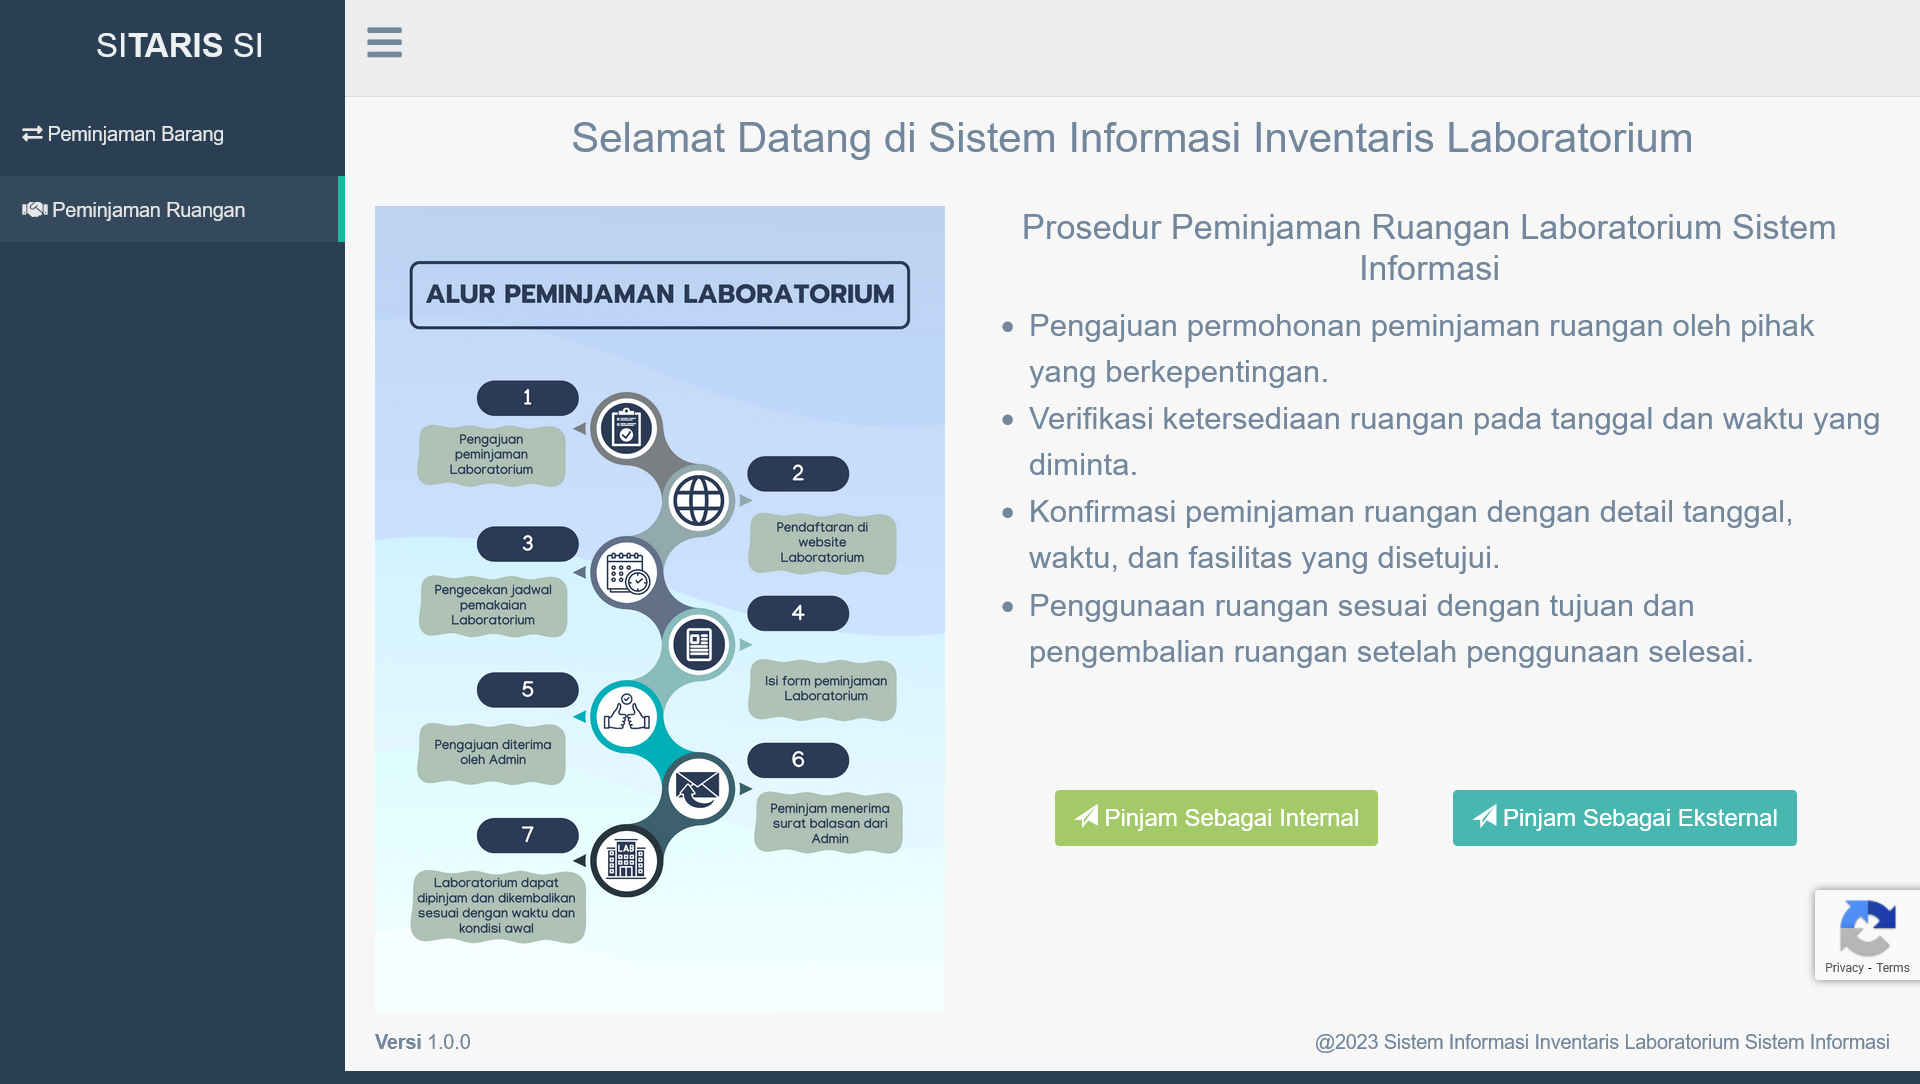 SITARIS SI
Peminjaman Barang
Peminjaman Ruangan
Selamat Datang di Sistem Informasi Inventaris Laboratorium
ALUR PEMINJAMAN LABORATORIUM
1
Pengajuan
peminjaman
Laboratorium
2
Pendaftaran di
website
Laboratorium
3
Pengecekan jadwal
pemakaian
Laboratorium
4
Isi form peminjaman
Laboratorium
5
Pengajuan diterima
oleh Admin
6
Peminjam menerima
surat balasan dari
Admin
7
LAB
Laboratorium dapat
dipinjam dan dikembalikan
sesuai dengan waktu dan
kondisi awal
Prosedur Peminjaman Ruangan Laboratorium Sistem
Informasi
• Pengajuan permohonan peminjaman ruangan oleh pihak
yang berkepentingan.
• Verifikasi ketersediaan ruangan pada tanggal dan waktu yang
diminta.
• Konfirmasi peminjaman ruangan dengan detail tanggal,
waktu, dan fasilitas yang disetujui.
• Penggunaan ruangan sesuai dengan tujuan dan
pengembalian ruangan setelah penggunaan selesai.
Pinjam Sebagai Internal
Pinjam Sebagai Eksternal
Privacy - Terms
Versi 1.0.0
@2023 Sistem Informasi Inventaris Laboratorium Sistem Informasi